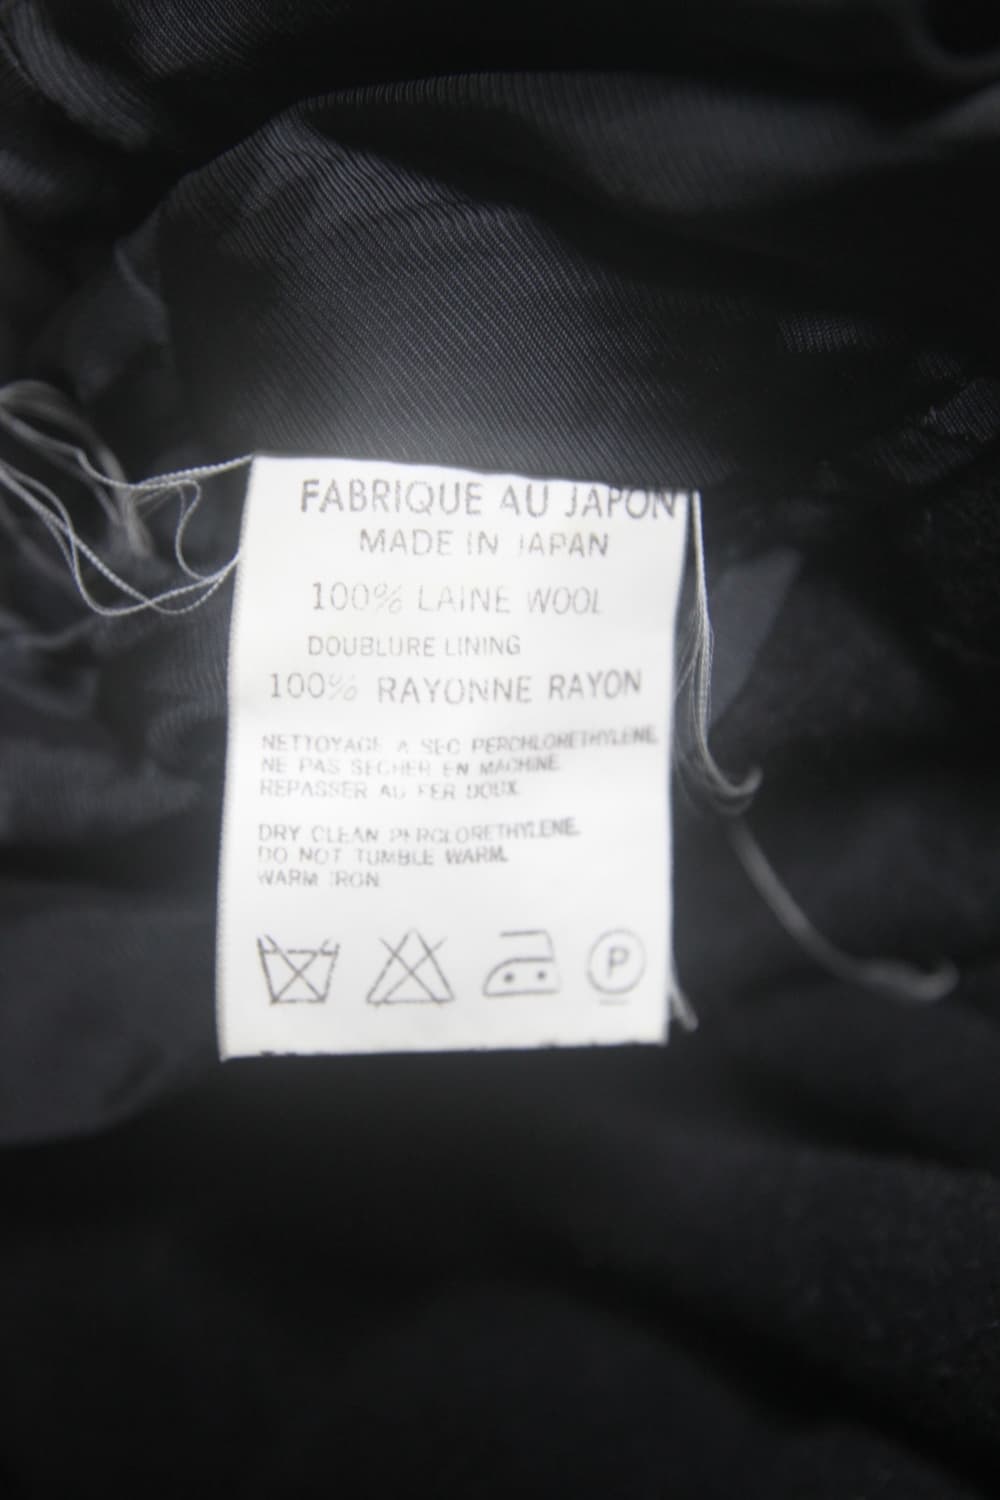 FABRIQUE AU JAPON
MADE IN JAPAN
100% LAINE WOOL
DOUBLURE LINING
100% RAYONNE RAYON
NETTOYAGE A SEC PERCHLORETHYLENE.
NE PAS SECHER EN MACHINE.
REPASSER AU FER DOUX.
DRY CLEAN PERCLORETHYLENE.
DO NOT TUMBLE WARM.
WARM IRON.
P